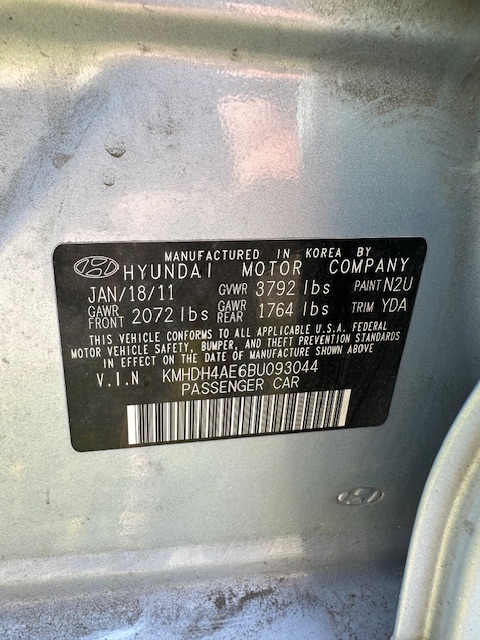 MANUFACTURED IN KOREA BY
HYUNDAI MOTOR COMPANY
JAN/18/11 GVWR 3792 lbs PAINT N2U
GAWR FRONT 2072 lbs GAWR REAR 1764 lbs TRIM YDA
THIS VEHICLE CONFORMS TO ALL APPLICABLE U.S.A. FEDERAL
MOTOR VEHICLE SAFETY, BUMPER, AND THEFT PREVENTION STANDARDS
IN EFFECT ON THE DATE OF MANUFACTURE SHOWN ABOVE
V.I.N KMHDH4AE6BU093044
PASSENGER CAR